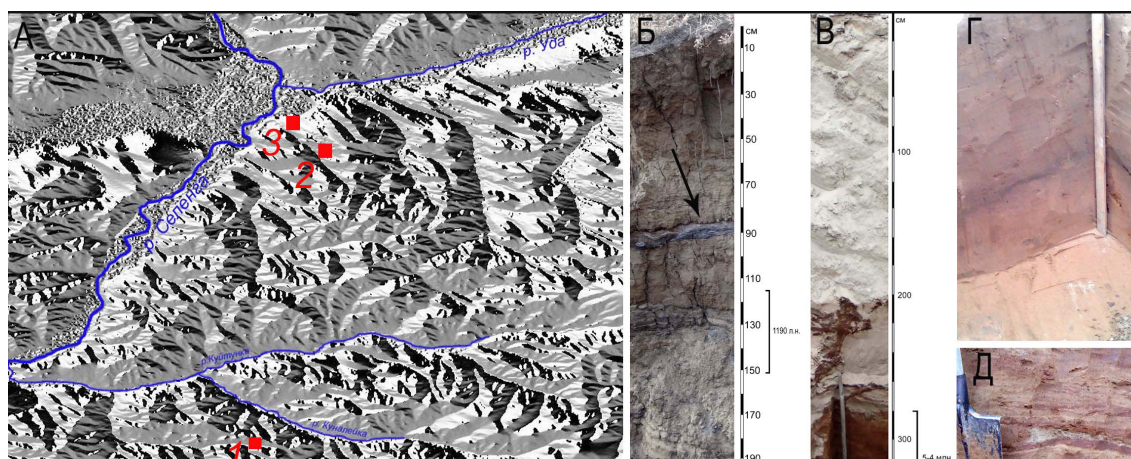 А
р. Уда
3
2
р. Селенга
р.Куйтунка
р. Куналейка
1
Б
см
10
30
50
70
90
110
130
150
170
190
1190 л.н.
В
см
100
200
300
5-4 млн.
Г
Д